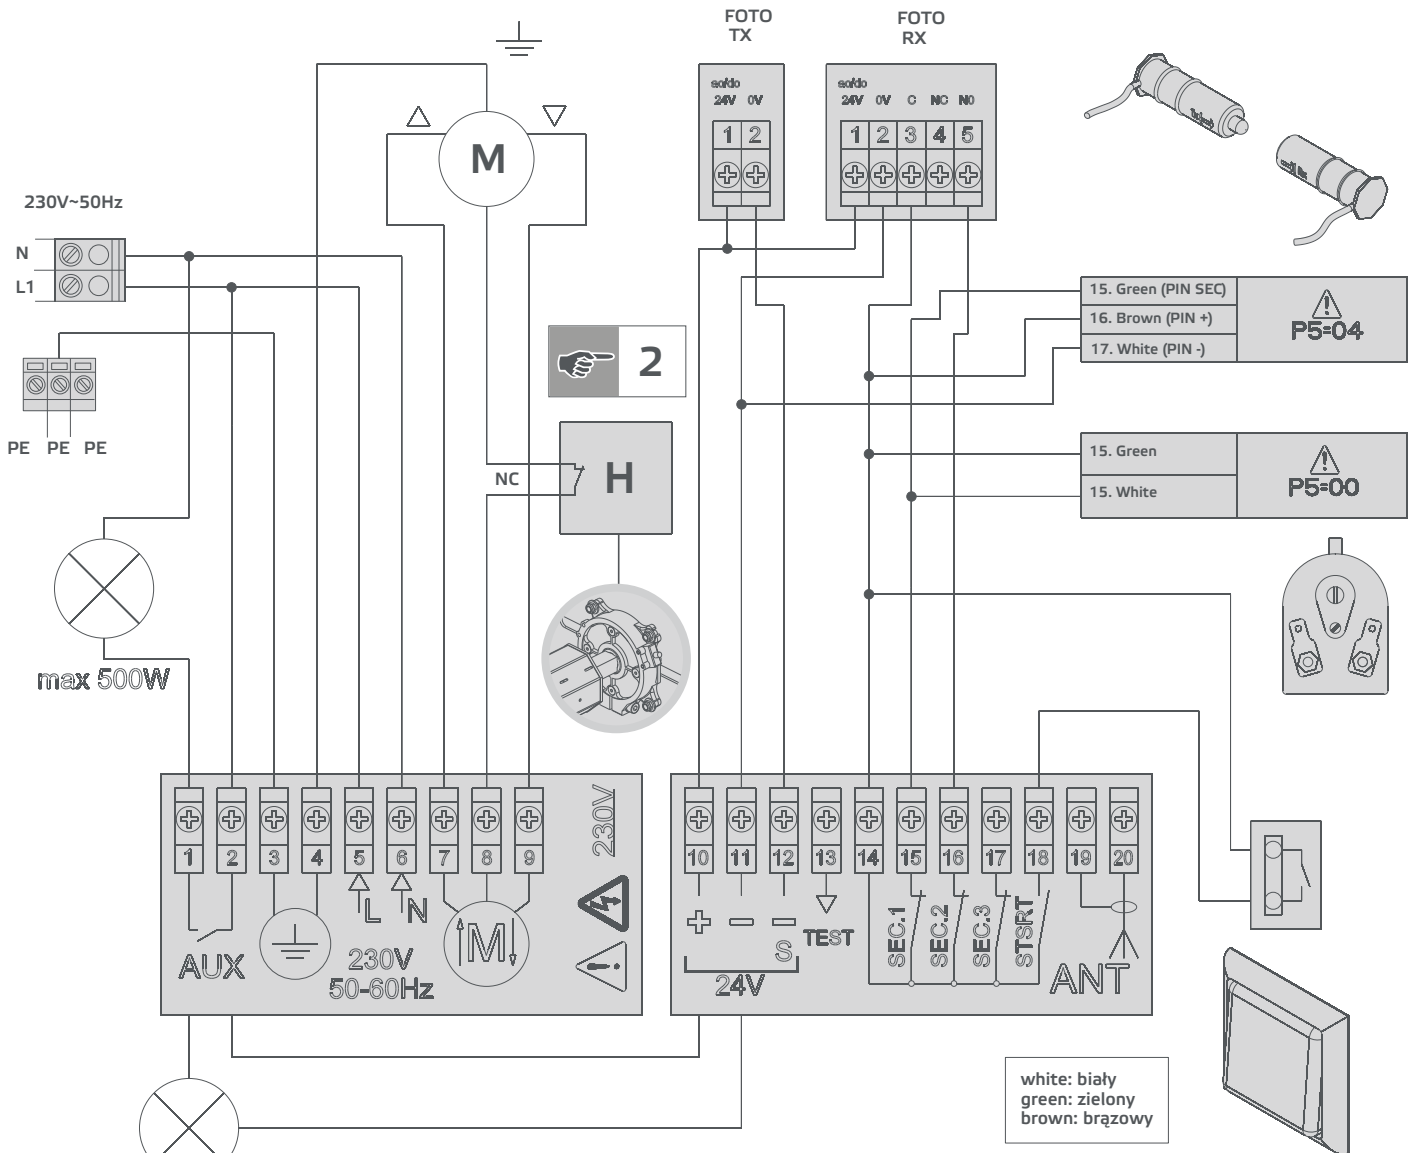 FOTO
TX
FOTO
RX
ac/dc
24V 0V
1 2
ac/dc
24V 0V C NC NO
1 2 3 4 5
M
230V~50Hz
N
L1
PE PE PE
2
15. Green (PIN SEC)
16. Brown (PIN +)
17. White (PIN -)
P5=04
NC
H
15. Green
15. White
P5=00
max 500W
1 2 3 4 5 6 7 8 9
230V
L N
AUX
230V
50-60Hz
M
10 11 12 13 14 15 16 17 18 19 20
+ - -
S
24V
TEST
SEC.1
SEC.2
SEC.3
STSRT
ANT
white: biały
green: zielony
brown: brązowy